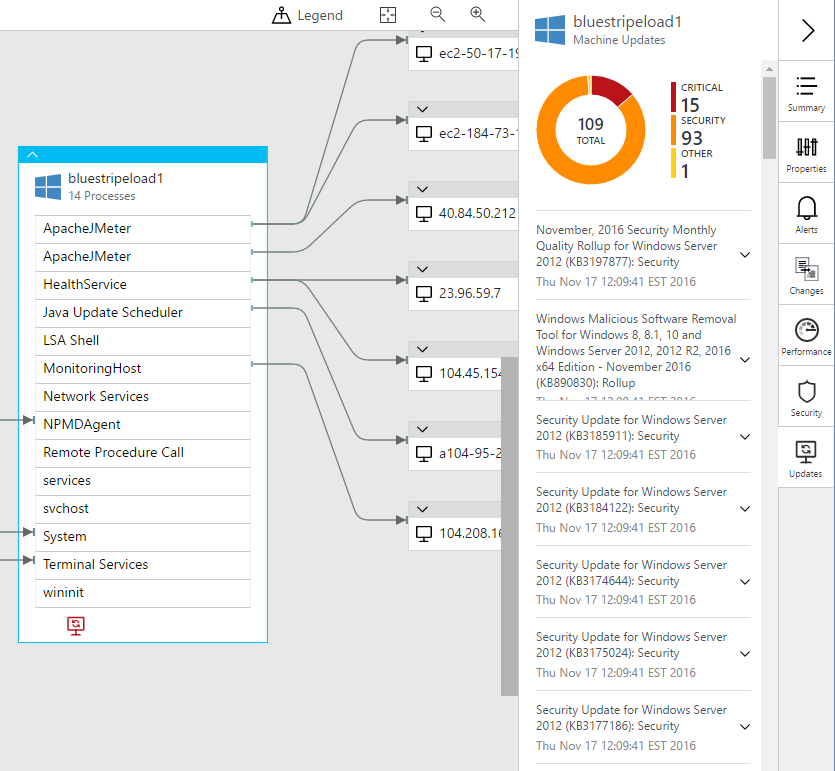 Legend
bluestripeload1
14 Processes
ApacheJMeter
ApacheJMeter
HealthService
Java Update Scheduler
LSA Shell
MonitoringHost
Network Services
NPMDAgent
Remote Procedure Call
services
svchost
System
Terminal Services
wininit
ec2-50-17-19
ec2-184-73-
40.84.50.212
23.96.59.7
104.45.154
a104-95-2
104.208.16
bluestripeload1
Machine Updates
109
TOTAL
CRITICAL
15
SECURITY
93
OTHER
1
November, 2016 Security Monthly
Quality Rollup for Windows Server
2012 (KB3197877): Security
Thu Nov 17 12:09:41 EST 2016
Windows Malicious Software Removal
Tool for Windows 8, 8.1, 10 and
Windows Server 2012, 2012 R2, 2016
x64 Edition - November 2016
(KB890830): Rollup
Thu Nov 17 12:09:41 EST 2016
Security Update for Windows Server
2012 (KB3185911): Security
Thu Nov 17 12:09:41 EST 2016
Security Update for Windows Server
2012 (KB3184122): Security
Thu Nov 17 12:09:41 EST 2016
Security Update for Windows Server
2012 (KB3174644): Security
Thu Nov 17 12:09:41 EST 2016
Security Update for Windows Server
2012 (KB3175024): Security
Thu Nov 17 12:09:41 EST 2016
Security Update for Windows Server
2012 (KB3177186): Security
Thu Nov 17 12:09:41 EST 2016
Summary
Properties
Alerts
Changes
Performance
Security
Updates